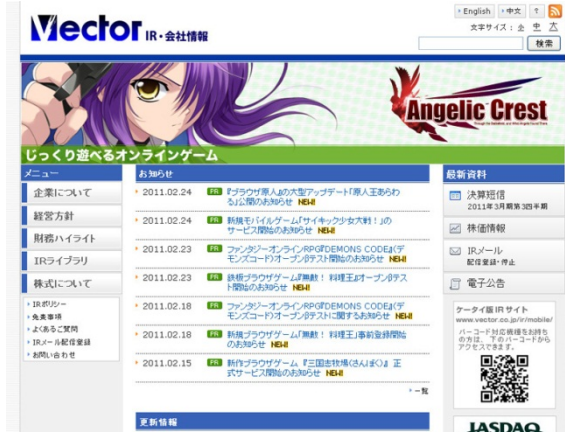 English 中文 ?
Vector IR・会社情報
文字サイズ: 小 中 大
検索
Angelic Crest
じっくり遊べるオンラインゲーム
メニュー
企業について
経営方針
財務ハイライト
IRライブラリ
株式について
IRポリシー
免責事項
よくあるご質問
IRメール配信登録
お問い合わせ
お知らせ
2011.02.24 PR 『ブラウザ原人』の大型アップデート「原人王あらわ
る」公開のお知らせ NEW!
2011.02.24 PR 新規モバイルゲーム「サイキック少女大戦!」の
サービス開始のお知らせ NEW!
2011.02.23 PR ファンタジーオンラインRPG『DEMONS CODE』(デ
モンズコード)オープンβテスト開始のお知らせ NEW!
2011.02.23 PR 鉄板ブラウザゲーム『無敵! 料理王』オープンβテス
ト開始のお知らせ NEW!
2011.02.18 PR ファンタジーオンラインRPG『DEMONS CODE』(デ
モンズコード)オープンβテストに関するお知らせ NEW!
2011.02.18 PR 新規ブラウザゲーム「無敵! 料理王」事前登録開始
のお知らせ NEW!
2011.02.15 PR 新作ブラウザゲーム 『三国志牧場(さんぼく)』 正
式サービス開始のお知らせ NEW!
一覧
更新情報
最新資料
決算短信
2011年3月期第3四半期
株価情報
IRメール
配信登録・停止
電子公告
ケータイ版 IR サイト
www.vector.co.jp/ir/mobile/
バーコード対応機種をお持ち
の方は、下のバーコードから
アクセスできます。
JASDAQ